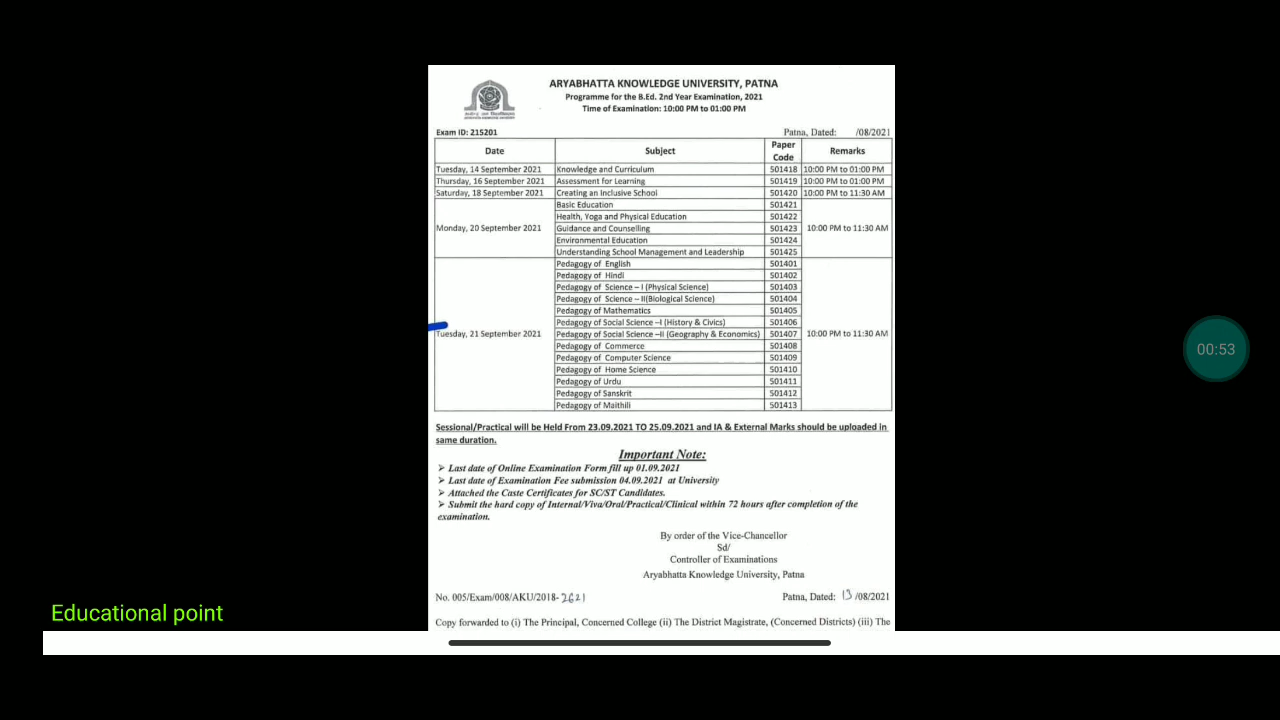 ARYABHATTA KNOWLEDGE UNIVERSITY, PATNA
Programme for the B.Ed. 2nd Year Examination, 2021
Time of Examination: 10:00 PM to 01:00 PM
Exam ID: 215201 Patna, Dated: /08/2021
Date Subject Paper Code Remarks
Tuesday, 14 September 2021 Knowledge and Curriculum 501418 10:00 PM to 01:00 PM
Thursday, 16 September 2021 Assessment for Learning 501419 10:00 PM to 01:00 PM
Saturday, 18 September 2021 Creating an Inclusive School 501420 10:00 PM to 11:30 AM
Basic Education 501421
Health, Yoga and Physical Education 501422
Monday, 20 September 2021 Guidance and Counselling 501423 10:00 PM to 11:30 AM
Environmental Education 501424
Understanding School Management and Leadership 501425
Pedagogy of English 501401
Pedagogy of Hindi 501402
Pedagogy of Science – I (Physical Science) 501403
Pedagogy of Science – II(Biological Science) 501404
Pedagogy of Mathematics 501405
Pedagogy of Social Science –I (History & Civics) 501406
Tuesday, 21 September 2021 Pedagogy of Social Science –II (Geography & Economics) 501407 10:00 PM to 11:30 AM
Pedagogy of Commerce 501408
Pedagogy of Computer Science 501409
Pedagogy of Home Science 501410
Pedagogy of Urdu 501411
Pedagogy of Sanskrit 501412
Pedagogy of Maithili 501413
Sessional/Practical will be Held From 23.09.2021 TO 25.09.2021 and IA & External Marks should be uploaded in
same duration.
Important Note:
➢ Last date of Online Examination Form fill up 01.09.2021
➢ Last date of Examination Fee submission 04.09.2021 at University
➢ Attached the Caste Certificates for SC/ST Candidates.
➢ Submit the hard copy of Internal/Viva/Oral/Practical/Clinical within 72 hours after completion of the
examination.
By order of the Vice-Chancellor
Sd/
Controller of Examinations
Aryabhatta Knowledge University, Patna
No. 005/Exam/008/AKU/2018-2621 Patna, Dated: 13 /08/2021
Copy forwarded to (i) The Principal, Concerned College (ii) The District Magistrate, (Concerned Districts) (iii) The
00:53
Educational point